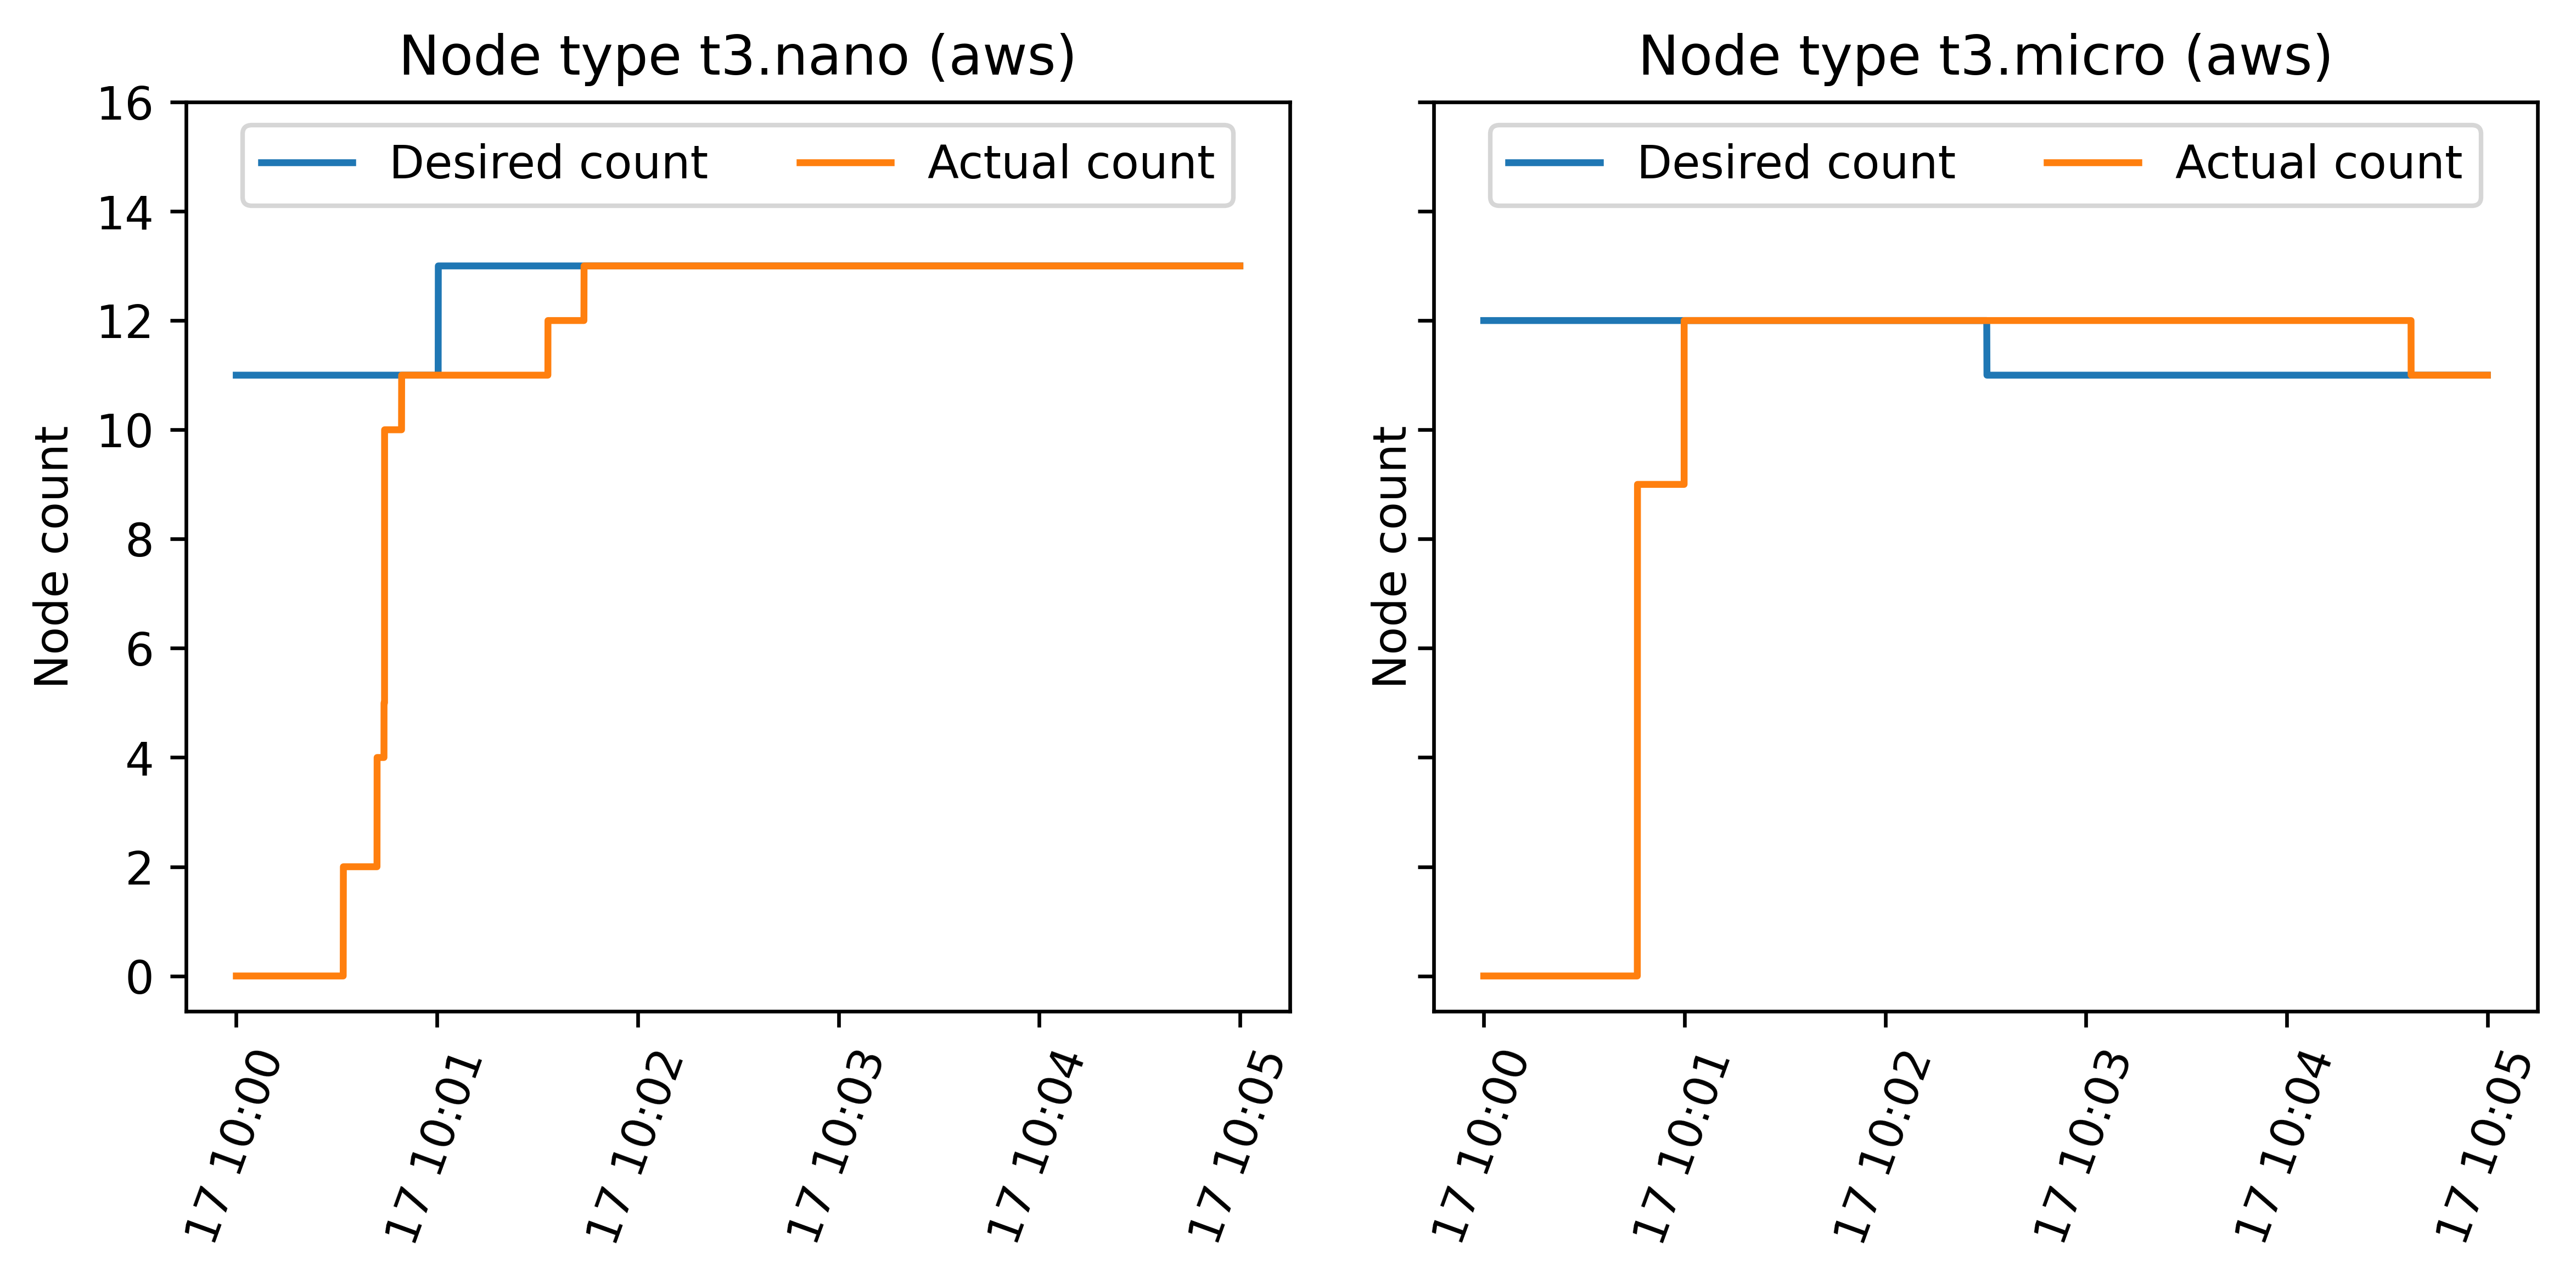 Node type t3.nano (aws)
Desired count
Actual count
Node count
16
14
12
10
8
6
4
2
0
17 10:00
17 10:01
17 10:02
17 10:03
17 10:04
17 10:05
Node type t3.micro (aws)
Desired count
Actual count
Node count
17 10:00
17 10:01
17 10:02
17 10:03
17 10:04
17 10:05